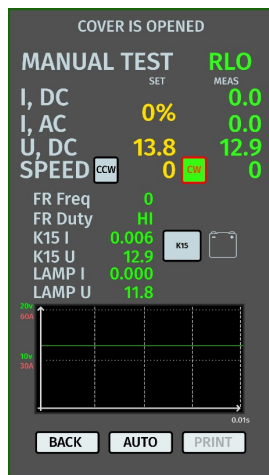 COVER IS OPENED
MANUAL TEST RLO
SET MEAS
I, DC 0.0
0%
I, AC 0.0
U, DC 13.8 12.9
SPEED CCW 0 CW 0
FR Freq 0
FR Duty HI
K15 I 0.006 K15
K15 U 12.9
LAMP I 0.000
LAMP U 11.8
20v
60A
10v
30A
0.01s
BACK AUTO PRINT